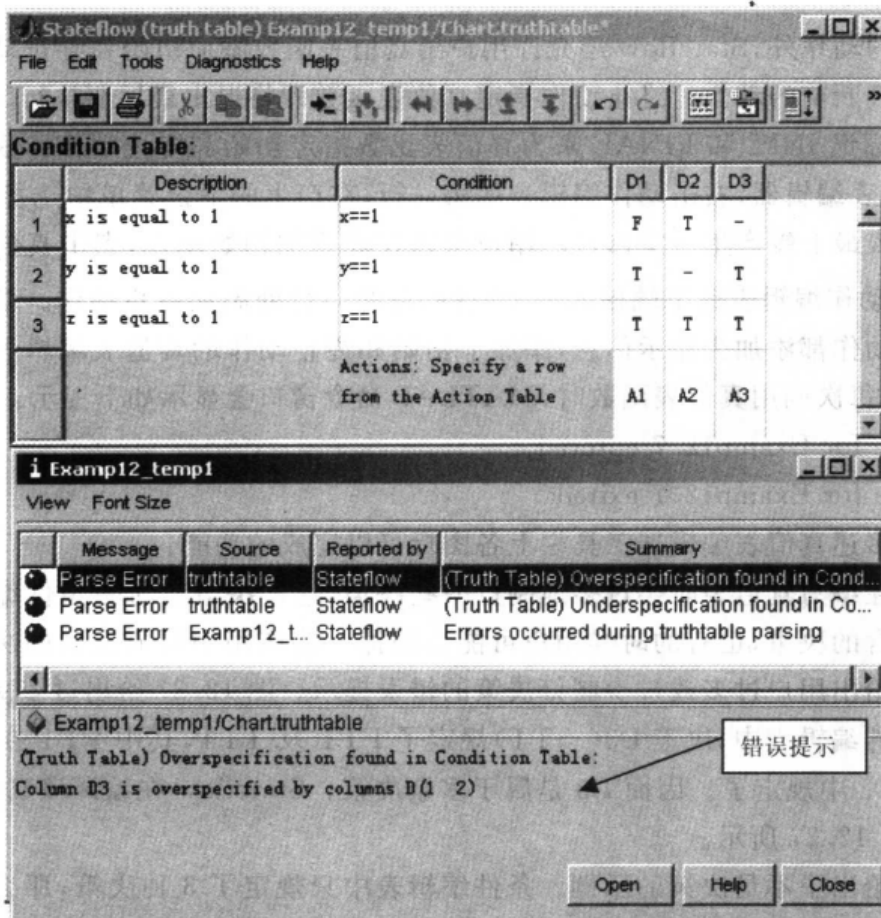 Stateflow (truth table) Examp12_temp1/Chart.truthtable*
File Edit Tools Diagnostics Help
»
Condition Table:
Description Condition D1 D2 D3
1 x is equal to 1 x==1 F T -
2 y is equal to 1 y==1 T - T
3 z is equal to 1 z==1 T T T
Actions: Specify a row
from the Action Table A1 A2 A3
Examp12_temp1
View Font Size
Message Source Reported by Summary
Parse Error truthtable Stateflow (Truth Table) Overspecification found in Cond...
Parse Error truthtable Stateflow (Truth Table) Underspecification found in Co...
Parse Error Examp12_t... Stateflow Errors occurred during truthtable parsing
Examp12_temp1/Chart.truthtable
(Truth Table) Overspecification found in Condition Table:
Column D3 is overspecified by columns D(1 2)
错误提示
Open Help Close